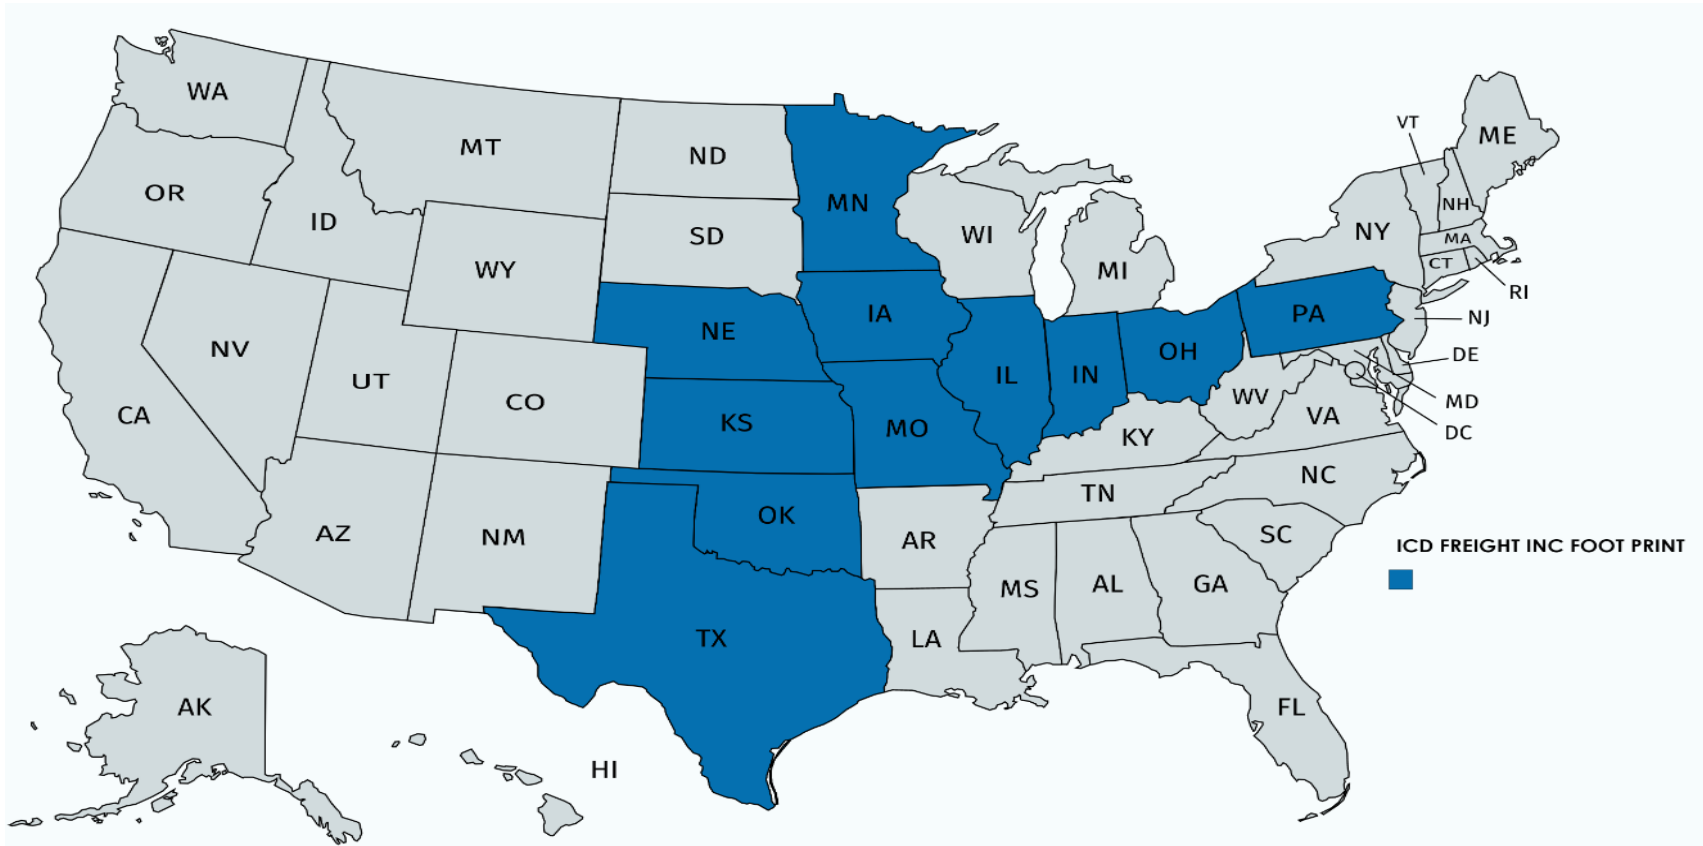 WA
MT
ND
MN
VT
ME
OR
ID
SD
WI
MI
NY
NH
MA
CT
RI
WY
NE
IA
PA
NJ
NV
UT
CO
IL
IN
OH
DE
MD
DC
CA
KS
MO
WV
VA
KY
NC
TN
AZ
NM
OK
AR
SC
MS
AL
GA
ICD FREIGHT INC FOOT PRINT
TX
LA
FL
AK
HI